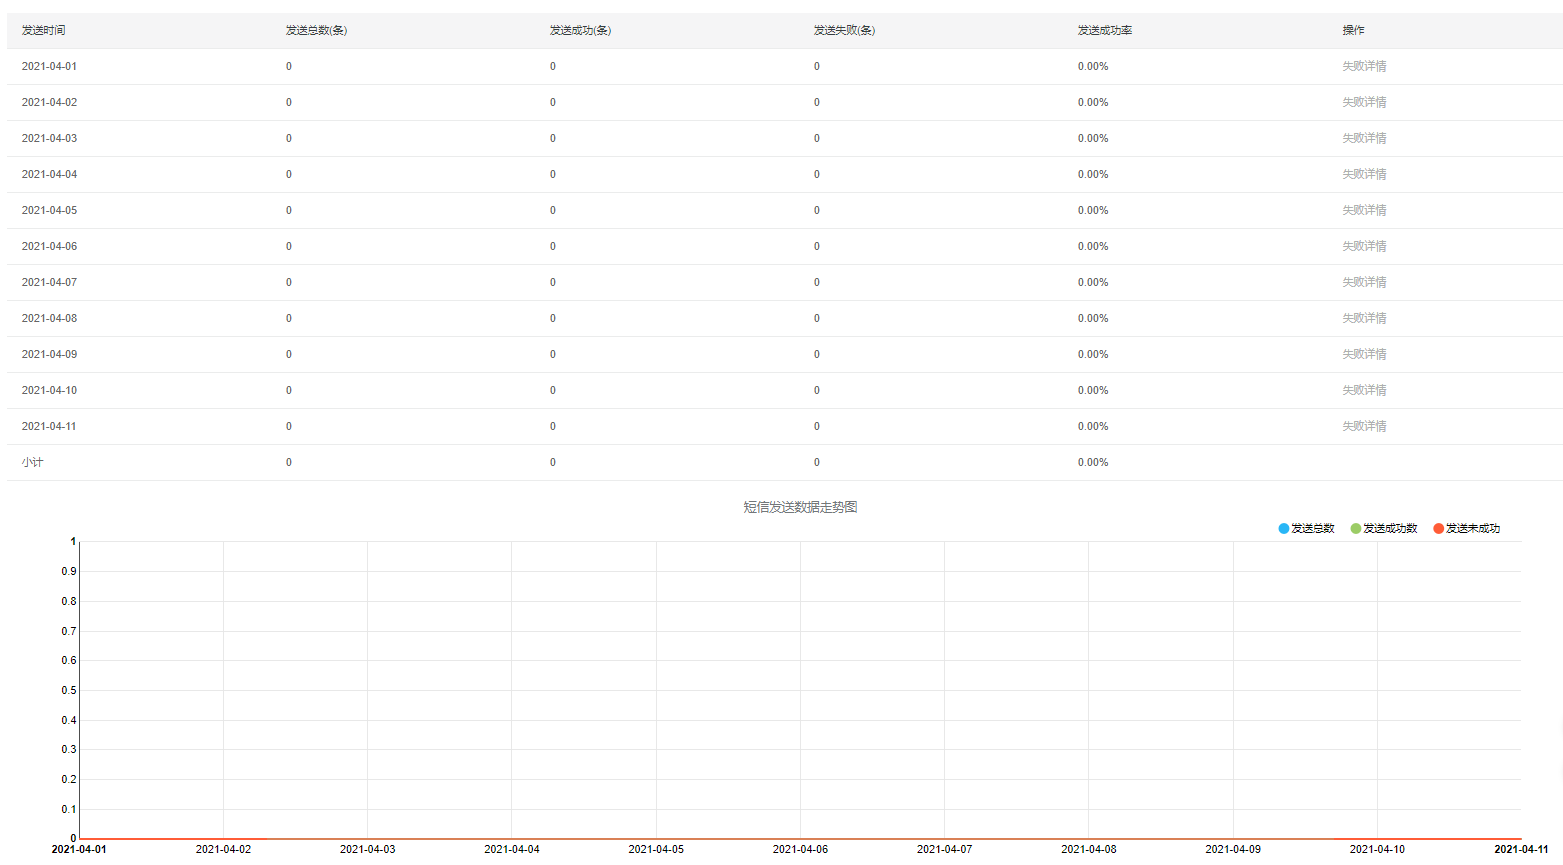 发送时间 发送总数(条) 发送成功(条) 发送失败(条) 发送成功率 操作
2021-04-01 0 0 0 0.00% 失败详情
2021-04-02 0 0 0 0.00% 失败详情
2021-04-03 0 0 0 0.00% 失败详情
2021-04-04 0 0 0 0.00% 失败详情
2021-04-05 0 0 0 0.00% 失败详情
2021-04-06 0 0 0 0.00% 失败详情
2021-04-07 0 0 0 0.00% 失败详情
2021-04-08 0 0 0 0.00% 失败详情
2021-04-09 0 0 0 0.00% 失败详情
2021-04-10 0 0 0 0.00% 失败详情
2021-04-11 0 0 0 0.00% 失败详情
小计 0 0 0 0.00%
短信发送数据走势图
发送总数 发送成功数 发送未成功
1
0.9
0.8
0.7
0.6
0.5
0.4
0.3
0.2
0.1
0
2021-04-01 2021-04-02 2021-04-03 2021-04-04 2021-04-05 2021-04-06 2021-04-07 2021-04-08 2021-04-09 2021-04-10 2021-04-11